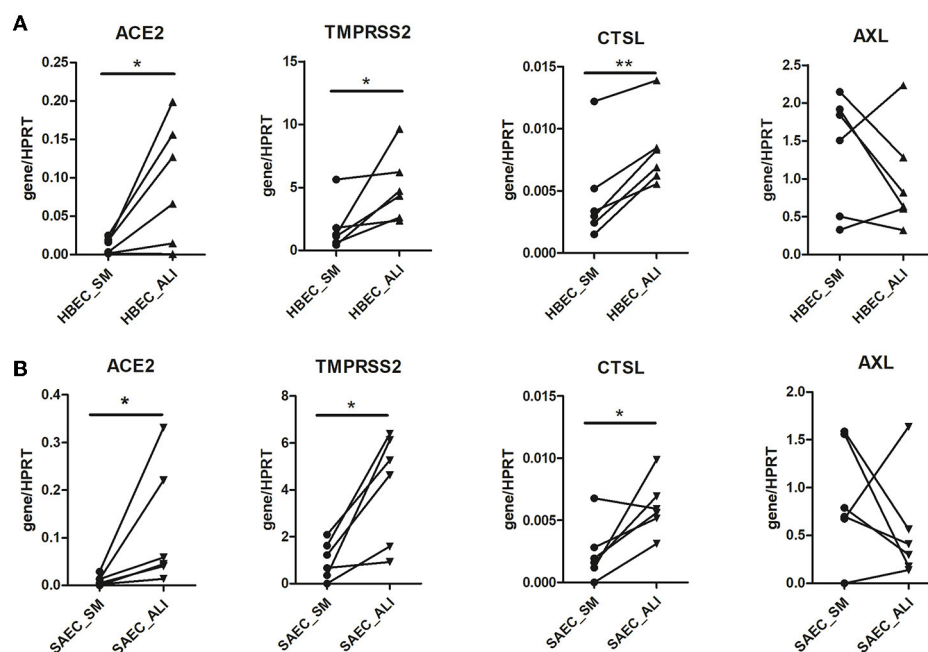 A
ACE2
gene/HPRT
0.25
0.20
0.15
0.10
0.05
0.00
*
HBEC_SM
HBEC_ALI
TMPRSS2
gene/HPRT
15
10
5
0
*
HBEC_SM
HBEC_ALI
CTSL
gene/HPRT
0.015
0.010
0.005
0.000
**
HBEC_SM
HBEC_ALI
AXL
gene/HPRT
2.5
2.0
1.5
1.0
0.5
0.0
HBEC_SM
HBEC_ALI
B
ACE2
gene/HPRT
0.4
0.3
0.2
0.1
0.0
*
SAEC_SM
SAEC_ALI
TMPRSS2
gene/HPRT
8
6
4
2
0
*
SAEC_SM
SAEC_ALI
CTSL
gene/HPRT
0.015
0.010
0.005
0.000
*
SAEC_SM
SAEC_ALI
AXL
gene/HPRT
2.0
1.5
1.0
0.5
0.0
SAEC_SM
SAEC_ALI